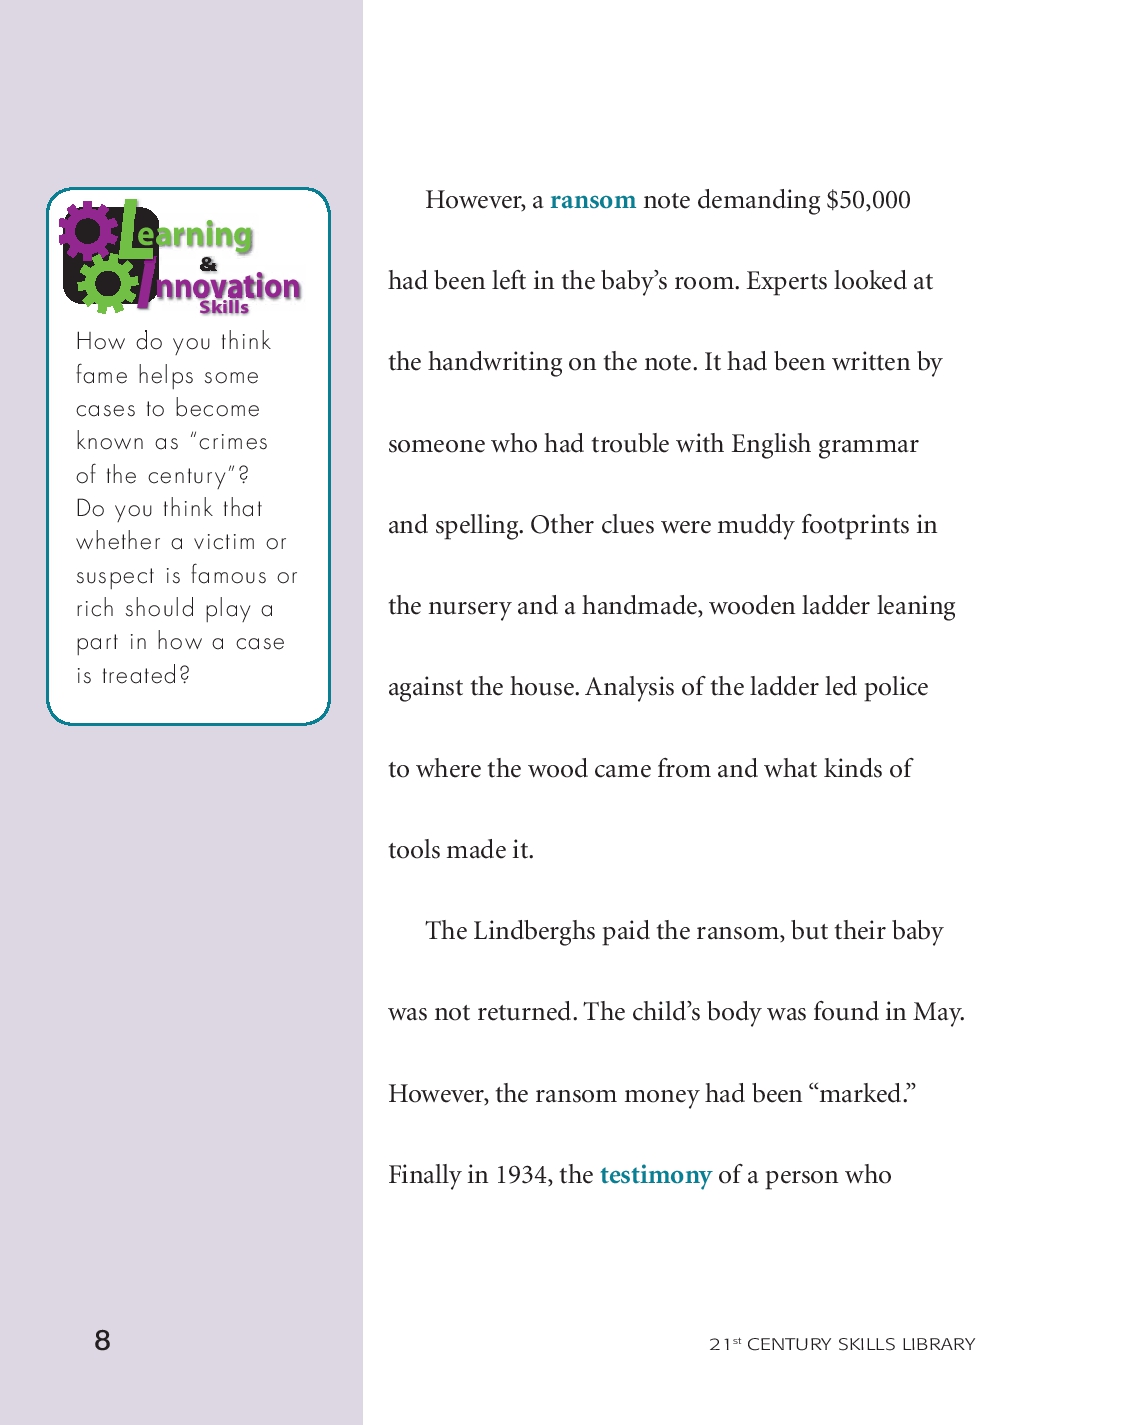 Learning
&
Innovation
Skills
How do you think
fame helps some
cases to become
known as “crimes
of the century”?
Do you think that
whether a victim or
suspect is famous or
rich should play a
part in how a case
is treated?
However, a ransom note demanding $50,000
had been left in the baby’s room. Experts looked at
the handwriting on the note. It had been written by
someone who had trouble with English grammar
and spelling. Other clues were muddy footprints in
the nursery and a handmade, wooden ladder leaning
against the house. Analysis of the ladder led police
to where the wood came from and what kinds of
tools made it.
The Lindberghs paid the ransom, but their baby
was not returned. The child’s body was found in May.
However, the ransom money had been “marked.”
Finally in 1934, the testimony of a person who
8
21st CENTURY SKILLS LIBRARY